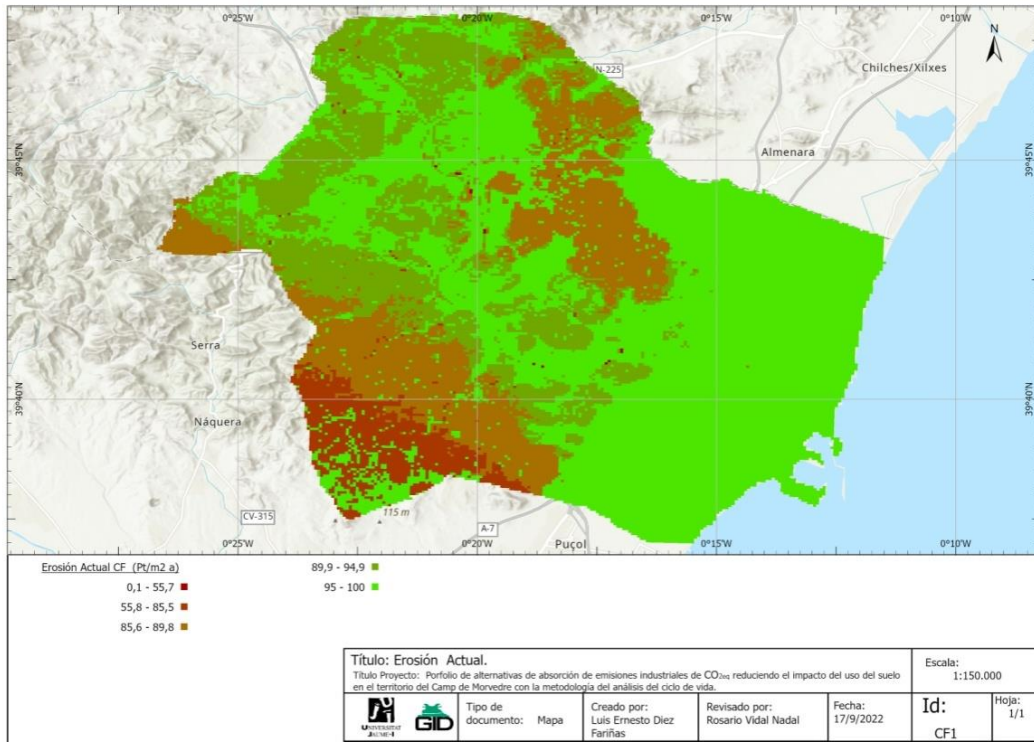 0°25'W
0°20'W
0°15'W
0°10'W
N
N-225
Chilches/Xilxes
Almenara
39°45'N
39°45'N
Serra
39°40'N
39°40'N
Náquera
CV-315
115 m
A-7
Puçol
0°25'W
0°20'W
0°15'W
0°10'W
Erosión Actual CF (Pt/m2 a)
0,1 - 55,7
55,8 - 85,5
85,6 - 89,8
89,9 - 94,9
95 - 100
Título: Erosión Actual.
Título Proyecto: Porfolio de alternativas de absorción de emisiones industriales de CO2eq reduciendo el impacto del uso del suelo
en el territorio del Camp de Morvedre con la metodología del análisis del ciclo de vida.
Escala:
1:150.000
UNIVERSITAT
JAUME·I
GID
Tipo de
documento: Mapa
Creado por:
Luis Ernesto Diez
Fariñas
Revisado por:
Rosario Vidal Nadal
Fecha:
17/9/2022
Id:
CF1
Hoja:
1/1